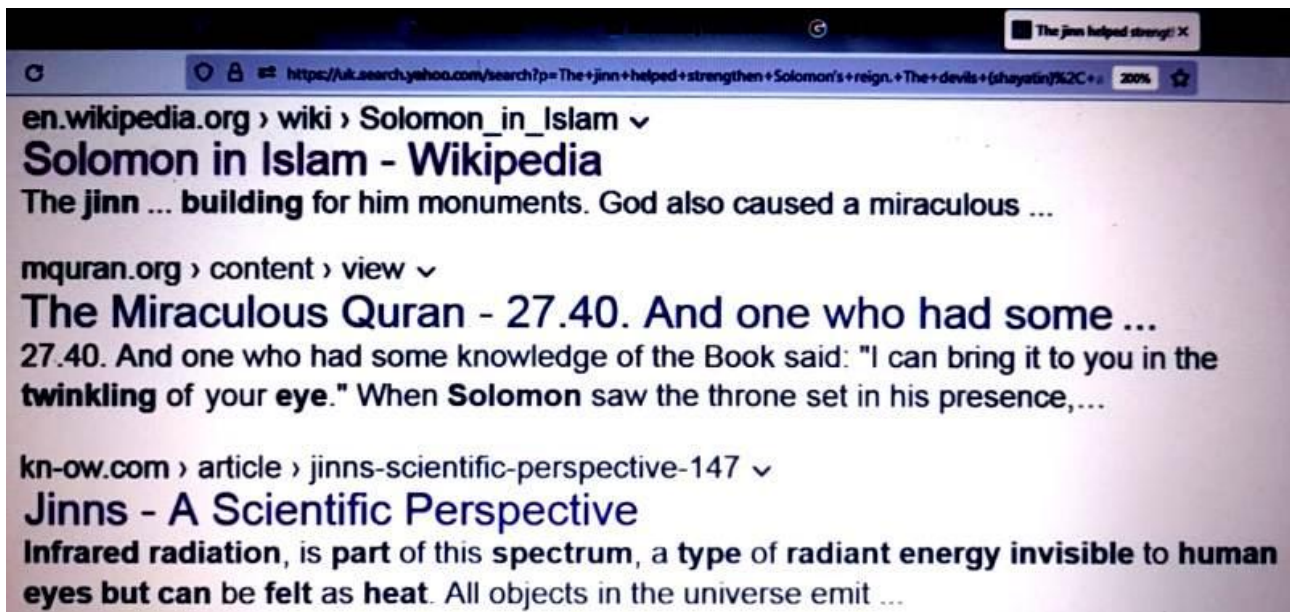 The jinn helped strengt
https://uk.search.yahoo.com/search?p=The+jinn+helped+strengthen+Solomon's+reign.+The+devils+(shayatin)%2C+a 200%
en.wikipedia.org › wiki › Solomon_in_Islam
Solomon in Islam - Wikipedia
The jinn ... building for him monuments. God also caused a miraculous ...
mquran.org › content › view
The Miraculous Quran - 27.40. And one who had some ...
27.40. And one who had some knowledge of the Book said: "I can bring it to you in the
twinkling of your eye." When Solomon saw the throne set in his presence,...
kn-ow.com › article › jinns-scientific-perspective-147
Jinns - A Scientific Perspective
Infrared radiation, is part of this spectrum, a type of radiant energy invisible to human
eyes but can be felt as heat. All objects in the universe emit ...